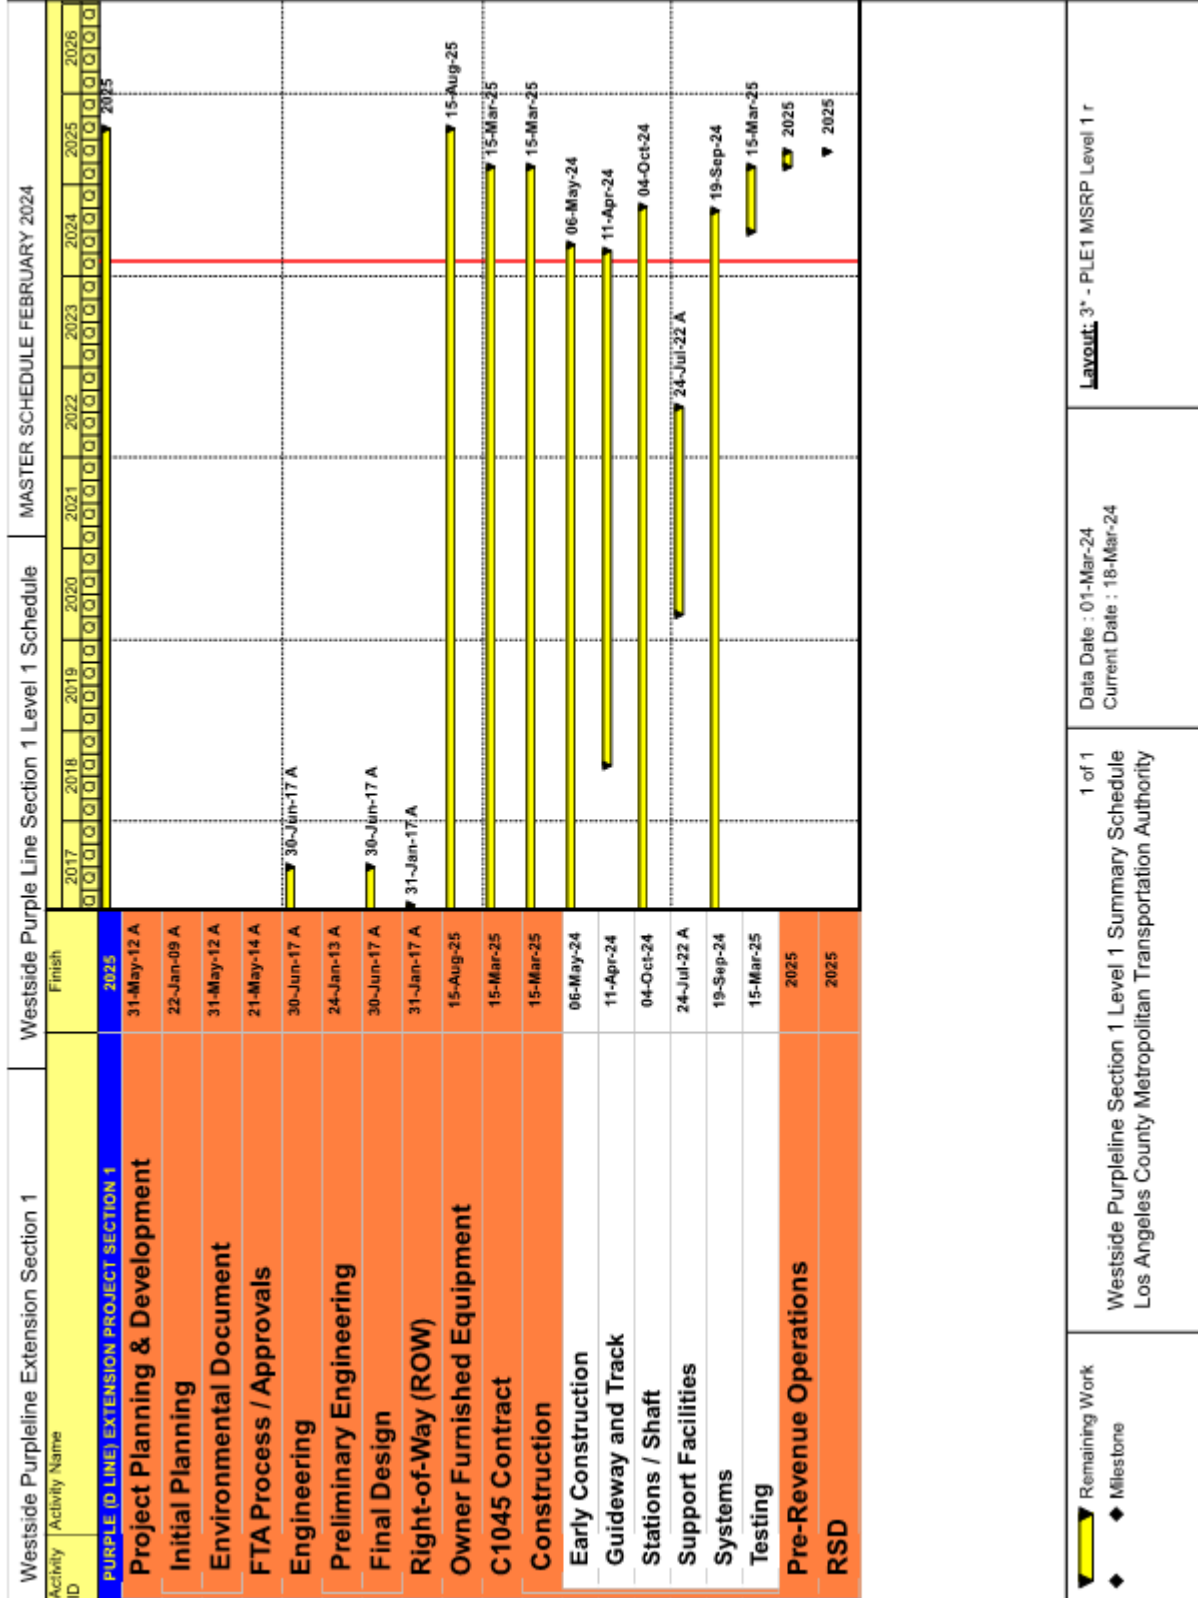 Westside Purpleline Extension Section 1
Westside Purple Line Section 1 Level 1 Schedule
MASTER SCHEDULE FEBRUARY 2024
Activity ID
Activity Name
Finish
2017 2018 2019 2020 2021 2022 2023 2024 2025 2026
Q Q Q Q Q Q Q Q Q Q Q Q Q Q Q Q Q Q Q Q Q Q Q Q Q Q Q Q Q Q Q Q Q Q Q Q Q Q Q Q
PURPLE (D LINE) EXTENSION PROJECT SECTION 1 2025 2025
Project Planning & Development 31-May-12 A
Initial Planning 22-Jan-09 A
Environmental Document 31-May-12 A
FTA Process / Approvals 21-May-14 A
Engineering 30-Jun-17 A 30-Jun-17 A
Preliminary Engineering 24-Jan-13 A
Final Design 30-Jun-17 A 30-Jun-17 A
Right-of-Way (ROW) 31-Jan-17 A 31-Jan-17 A
Owner Furnished Equipment 15-Aug-25 15-Aug-25
C1045 Contract 15-Mar-25 15-Mar-25
Construction 15-Mar-25 15-Mar-25
Early Construction 06-May-24 06-May-24
Guideway and Track 11-Apr-24 11-Apr-24
Stations / Shaft 04-Oct-24 04-Oct-24
Support Facilities 24-Jul-22 A 24-Jul-22 A
Systems 19-Sep-24 19-Sep-24
Testing 15-Mar-25 15-Mar-25
Pre-Revenue Operations 2025 2025
RSD 2025 2025
Remaining Work
Milestone
1 of 1
Westside Purpleline Section 1 Level 1 Summary Schedule
Los Angeles County Metropolitan Transportation Authority
Data Date : 01-Mar-24
Current Date : 18-Mar-24
Layout: 3* - PLE1 MSRP Level 1 r